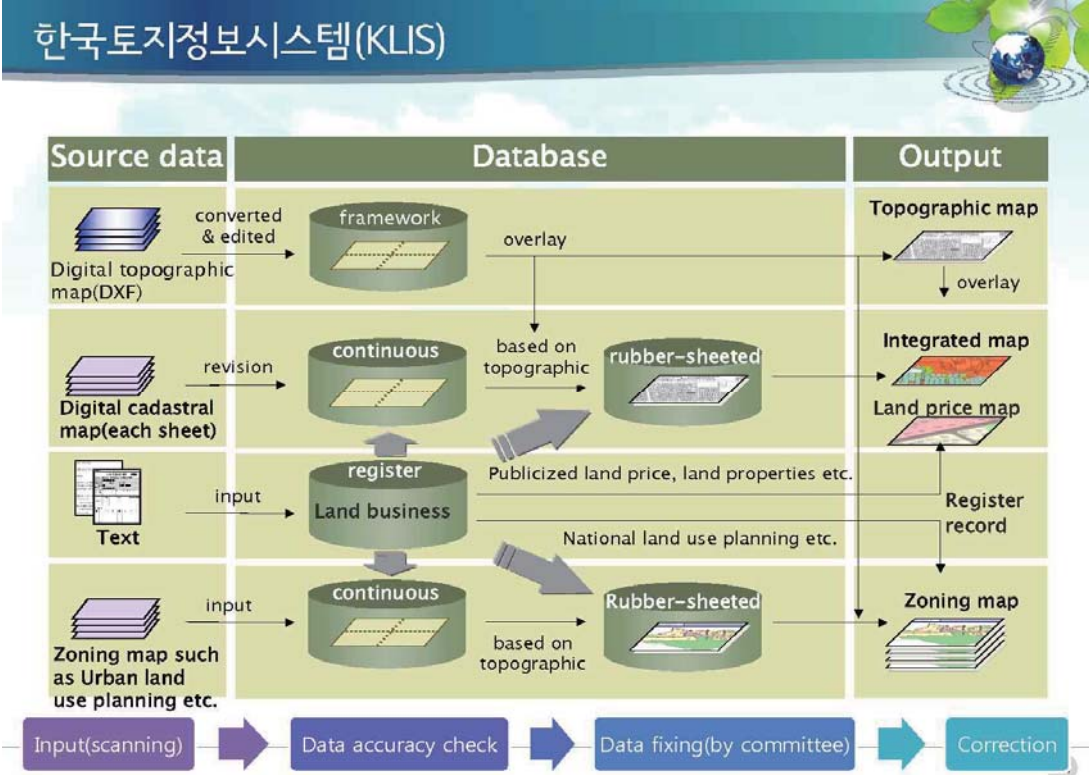 한국토지정보시스템(KLIS)
Source data
Database
Output
converted
& edited
framework
overlay
Topographic map
Digital topographic
map(DXF)
overlay
revision
continuous
based on
topographic
rubber-sheeted
Integrated map
Digital cadastral
map(each sheet)
Land price map
register
Publicized land price, land properties etc.
input
Land business
Register
record
Text
National land use planning etc.
input
continuous
Rubber-sheeted
Zoning map
based on
topographic
Zoning map such
as Urban land
use planning etc.
Input(scanning)
Data accuracy check
Data fixing(by committee)
Correction